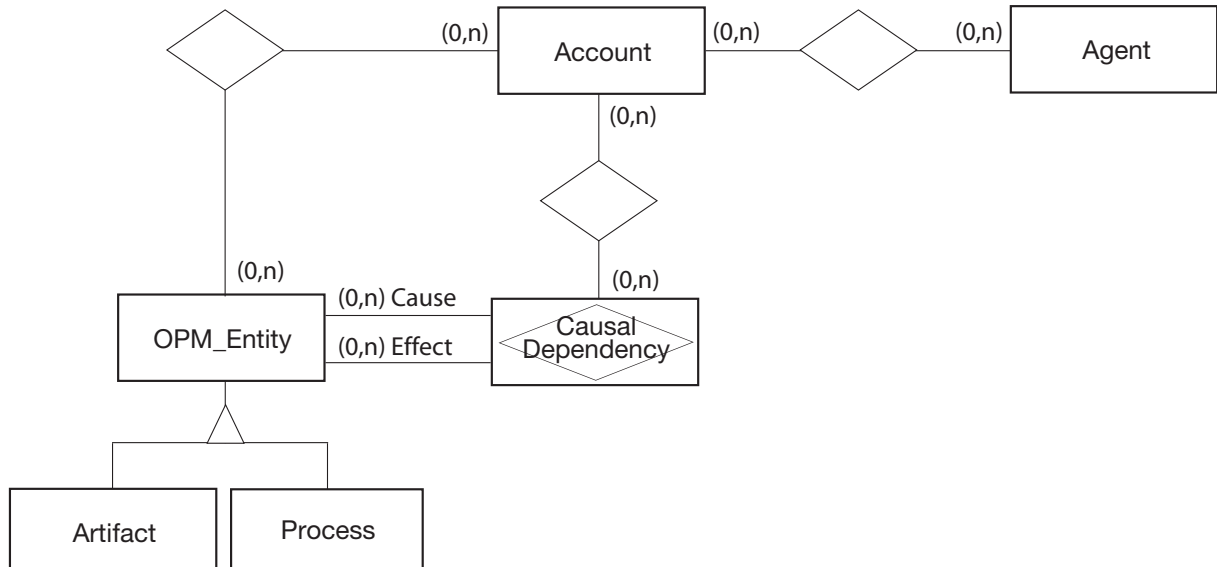 (0,n)
Account
(0,n)
(0,n)
Agent
(0,n)
(0,n)
(0,n)
OPM_Entity
(0,n) Cause
(0,n) Effect
Causal
Dependency
Artifact
Process